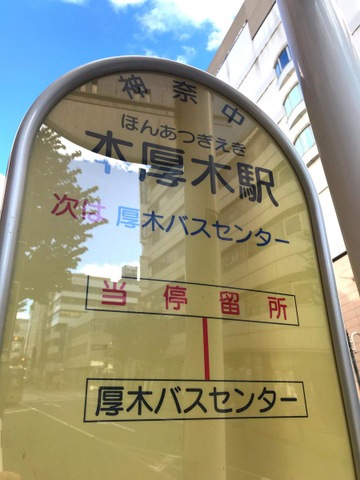 神奈中
ほんあつぎえき
本厚木駅
次は 厚木バスセンター
当停留所
厚木バスセンター